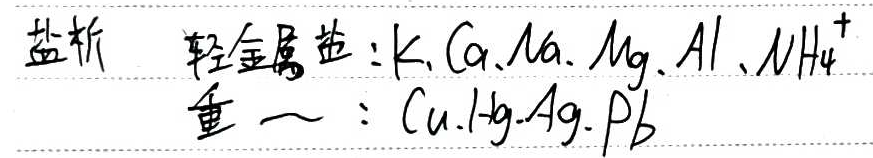 盐析 轻金属盐:K、Ca、Na、Mg、Al、NH₄⁺
重 ~ :Cu.Hg.Ag.Pb